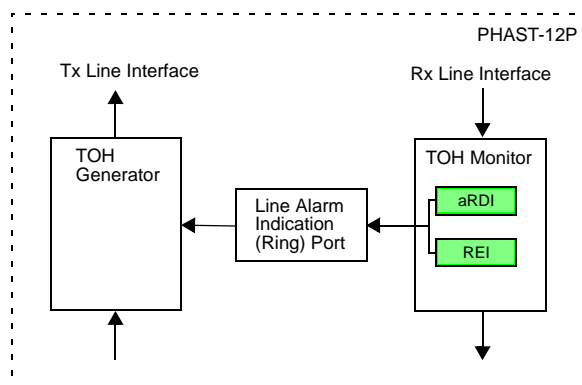 PHAST-12P
Tx Line Interface
Rx Line Interface
TOH
Generator
Line Alarm
Indication
(Ring) Port
TOH Monitor
aRDI
REI